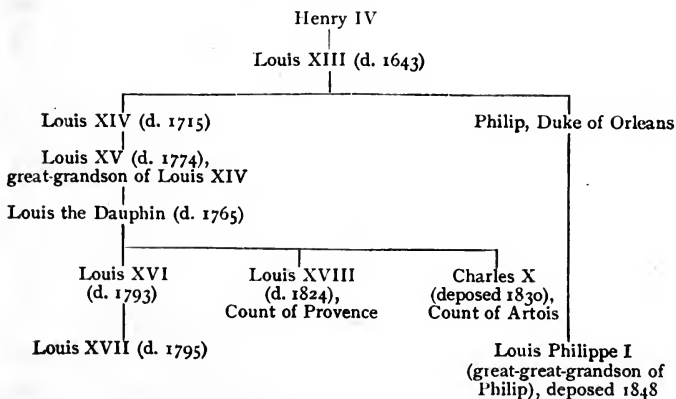 Henry IV
Louis XIII (d. 1643)
Louis XIV (d. 1715)
Philip, Duke of Orleans
Louis XV (d. 1774),
great-grandson of Louis XIV
Louis the Dauphin (d. 1765)
Louis XVI
(d. 1793)
Louis XVIII
(d. 1824),
Count of Provence
Charles X
(deposed 1830),
Count of Artois
Louis XVII (d. 1795)
Louis Philippe I
(great-great-grandson of
Philip), deposed 1848